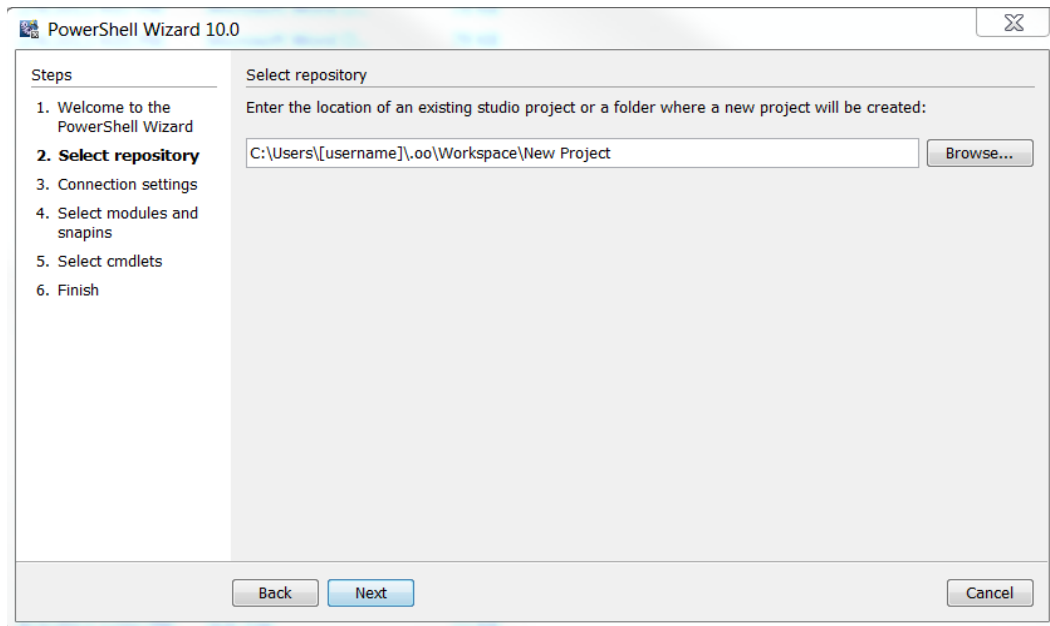 PowerShell Wizard 10.0
Steps
1. Welcome to the
PowerShell Wizard
2. Select repository
3. Connection settings
4. Select modules and
snapins
5. Select cmdlets
6. Finish
Select repository
Enter the location of an existing studio project or a folder where a new project will be created:
C:\Users\[username]\.oo\Workspace\New Project
Browse...
Back
Next
Cancel